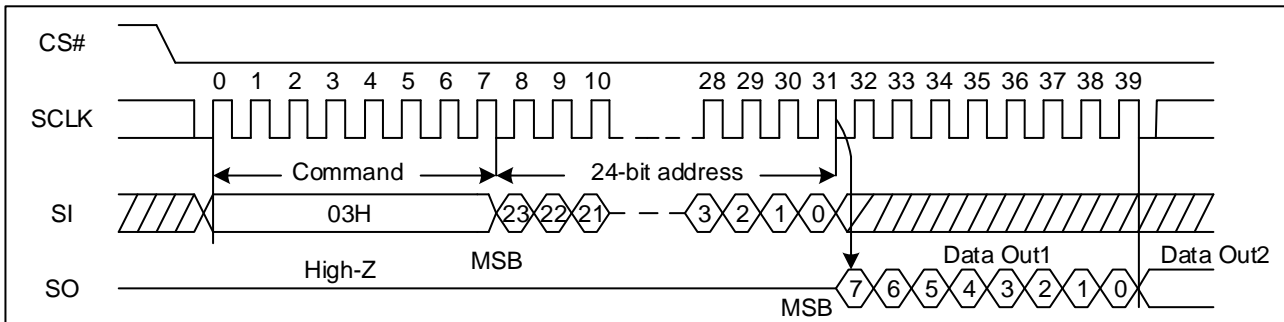 CS#
0 1 2 3 4 5 6 7 8 9 10 28 29 30 31 32 33 34 35 36 37 38 39
SCLK
Command 24-bit address
SI 03H 23 22 21 3 2 1 0
High-Z MSB Data Out1 Data Out2
SO MSB 7 6 5 4 3 2 1 0